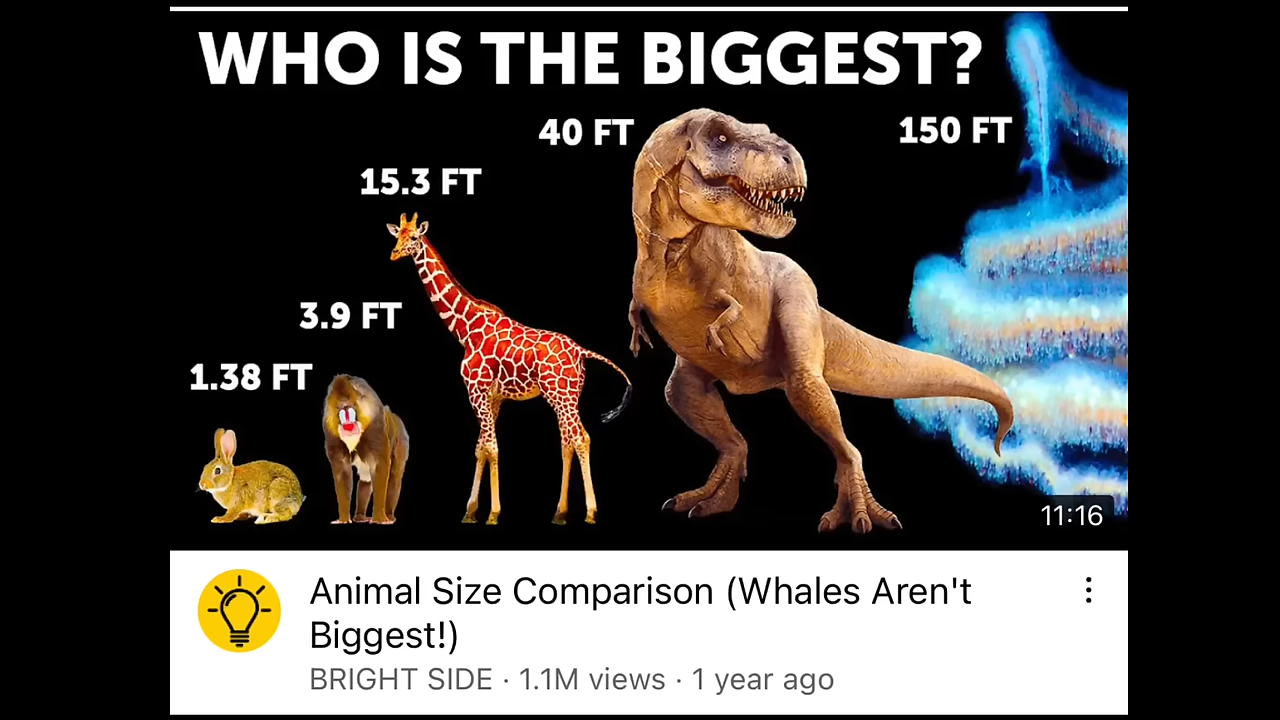 WHO IS THE BIGGEST?
40 FT
150 FT
15.3 FT
3.9 FT
1.38 FT
11:16
Animal Size Comparison (Whales Aren't
Biggest!)
BRIGHT SIDE · 1.1M views · 1 year ago